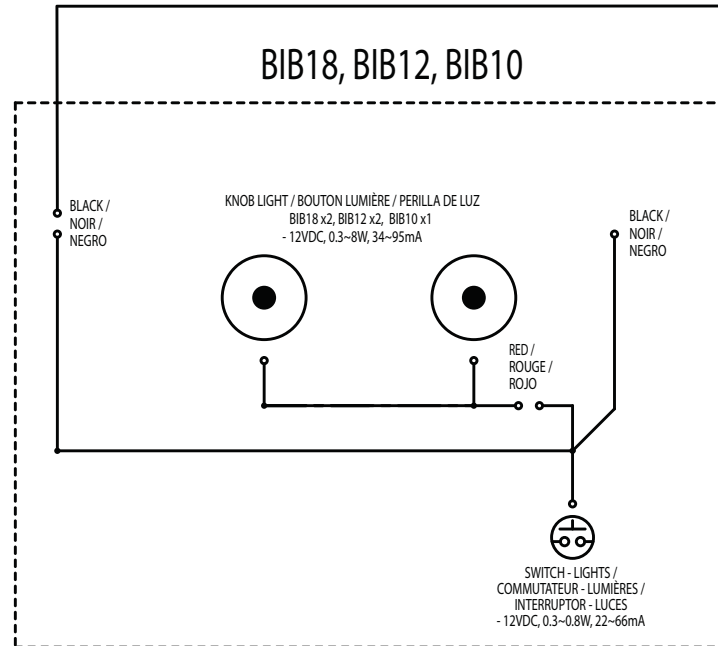 BIB18, BIB12, BIB10
BLACK /
NOIR /
NEGRO
KNOB LIGHT / BOUTON LUMIÈRE / PERILLA DE LUZ
BIB18 x2, BIB12 x2, BIB10 x1
- 12VDC, 0.3~8W, 34~95mA
BLACK /
NOIR /
NEGRO
RED /
ROUGE /
ROJO
SWITCH - LIGHTS /
COMMUTATEUR - LUMIÈRES /
INTERRUPTOR - LUCES
- 12VDC, 0.3~0.8W, 22~66mA